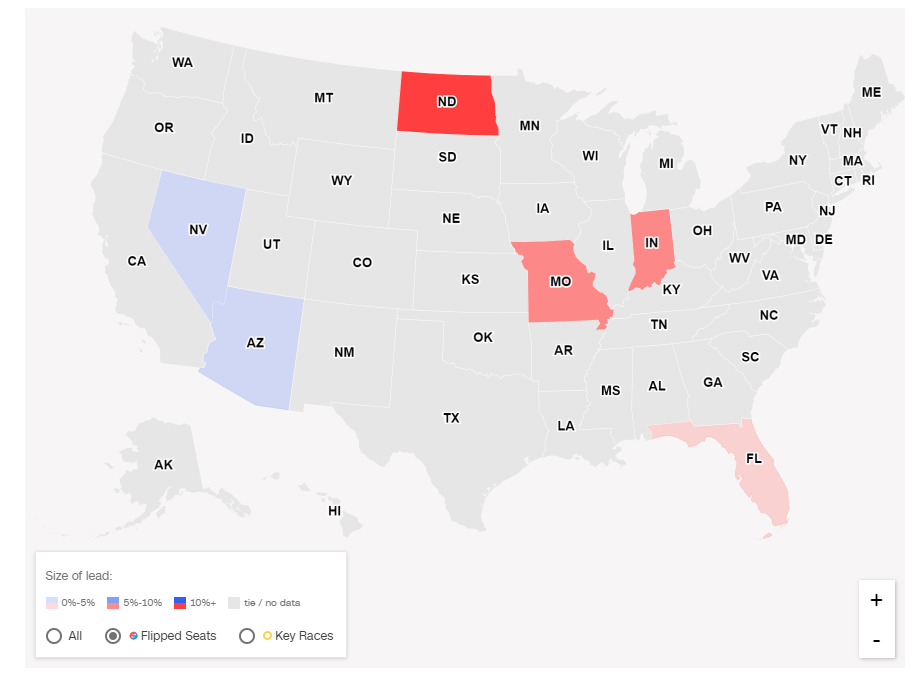 WA
MT
ND
ME
OR
ID
MN
VT
NH
SD
WI
MI
NY
MA
WY
CT
RI
NE
IA
PA
NJ
NV
UT
OH
MD
DE
CA
CO
IL
IN
WV
KS
MO
KY
VA
NC
AZ
NM
OK
AR
TN
SC
TX
MS
AL
GA
LA
AK
FL
HI
Size of lead:
0%-5% 5%-10% 10%+ tie / no data
All Flipped Seats Key Races
+
-